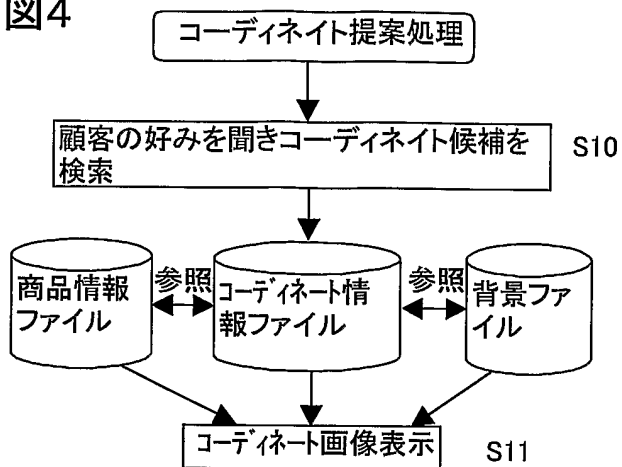 図4
コーディネイト提案処理
顧客の好みを聞きコーディネイト候補を
検索
S10
商品情報
ファイル
参照
コーディネート情
報ファイル
参照
背景ファ
イル
コーディネート画像表示
S11